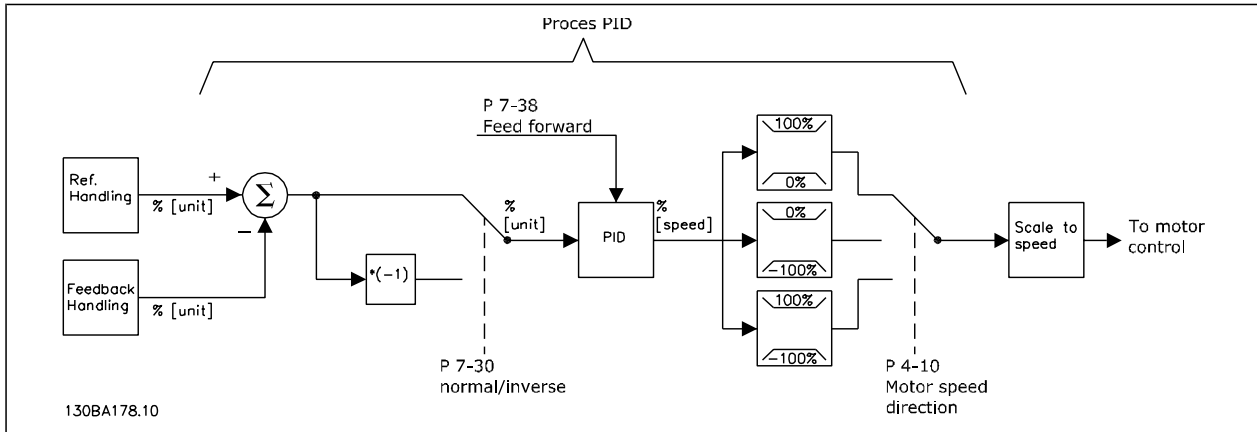 Proces PID
P 7-38
Feed forward
100%
0%
Ref.
Handling
+
% [unit]
Σ
−
Feedback
Handling
% [unit]
*(-1)
%
[unit]
PID
%
[speed]
0%
-100%
100%
-100%
Scale to
speed
To motor
control
P 7-30
normal/inverse
P 4-10
Motor speed
direction
130BA178.10